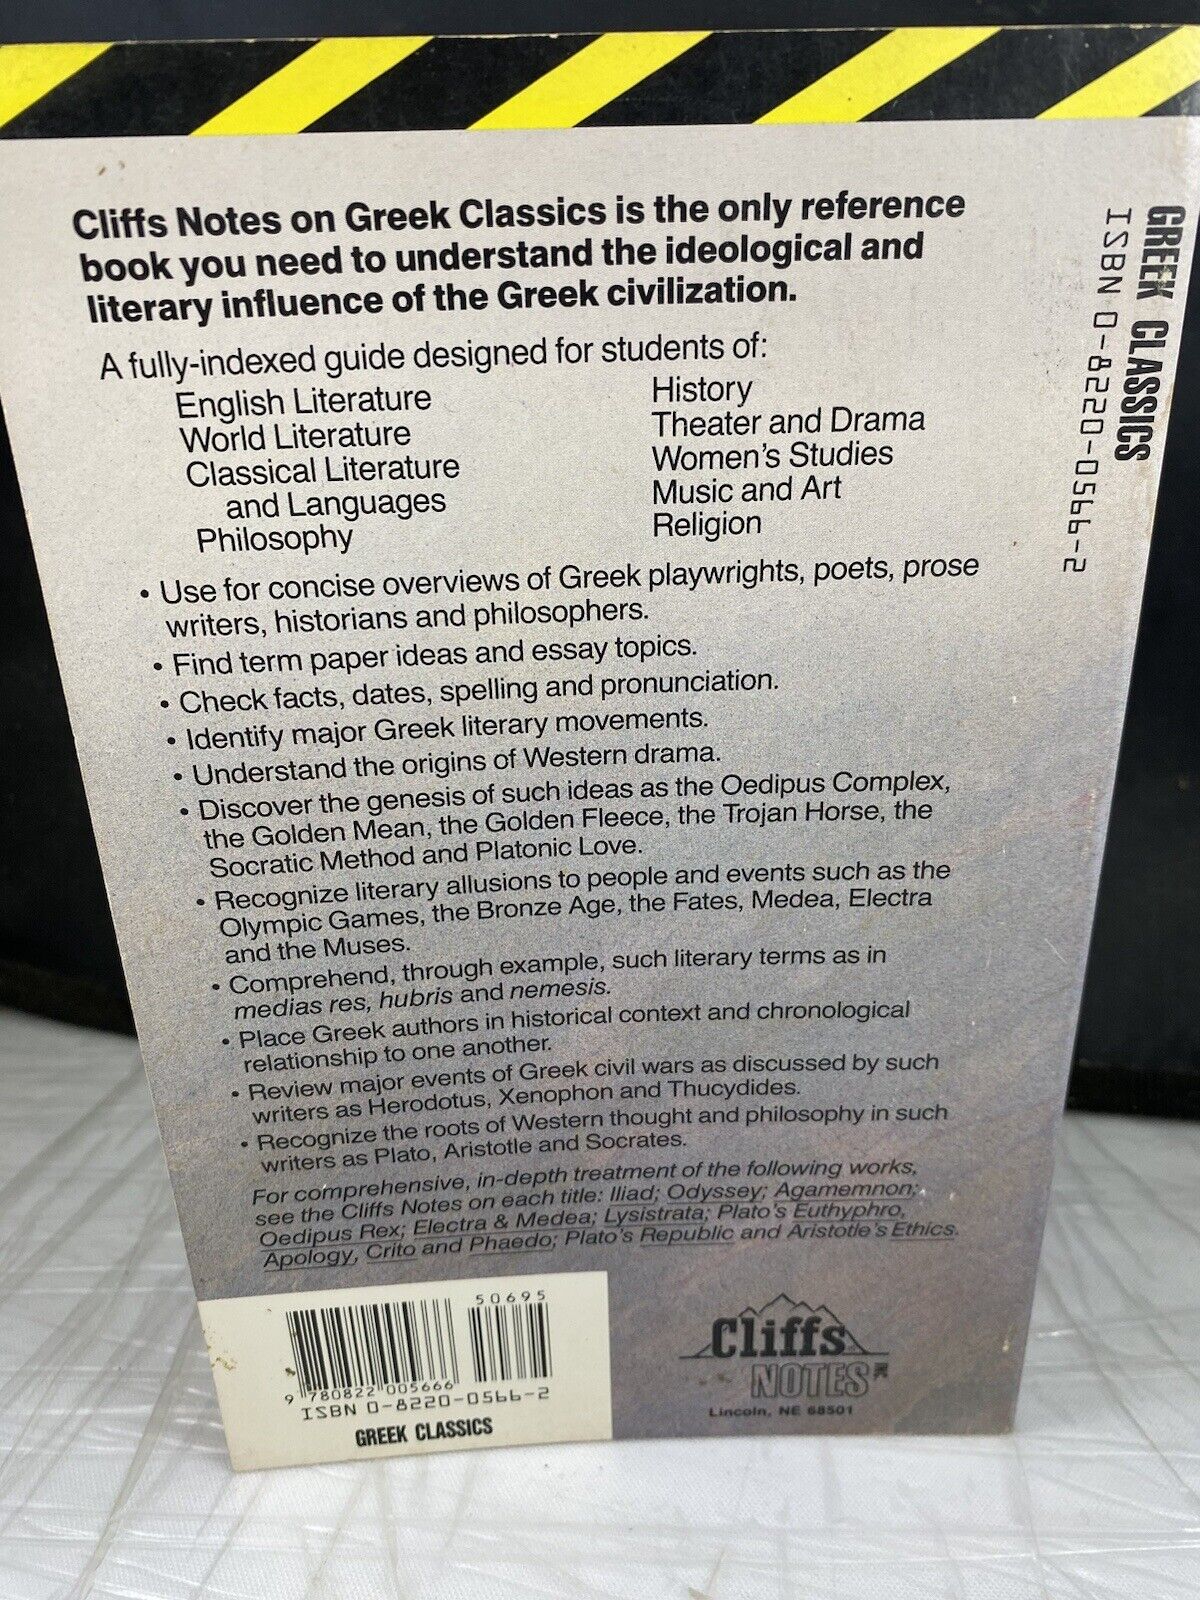 Cliffs Notes on Greek Classics is the only reference
book you need to understand the ideological and
literary influence of the Greek civilization.
A fully-indexed guide designed for students of:
English Literature
World Literature
Classical Literature
and Languages
Philosophy
History
Theater and Drama
Women's Studies
Music and Art
Religion
• Use for concise overviews of Greek playwrights, poets, prose
writers, historians and philosophers.
• Find term paper ideas and essay topics.
• Check facts, dates, spelling and pronunciation.
• Identify major Greek literary movements.
• Understand the origins of Western drama.
• Discover the genesis of such ideas as the Oedipus Complex,
the Golden Mean, the Golden Fleece, the Trojan Horse, the
Socratic Method and Platonic Love.
• Recognize literary allusions to people and events such as the
Olympic Games, the Bronze Age, the Fates, Medea, Electra
and the Muses.
• Comprehend, through example, such literary terms as in
medias res, hubris and nemesis.
• Place Greek authors in historical context and chronological
relationship to one another.
• Review major events of Greek civil wars as discussed by such
writers as Herodotus, Xenophon and Thucydides.
• Recognize the roots of Western thought and philosophy in such
writers as Plato, Aristotle and Socrates.
For comprehensive, in-depth treatment of the following works,
see the Cliffs Notes on each title: Iliad; Odyssey; Agamemnon;
Oedipus Rex; Electra & Medea; Lysistrata; Plato's Euthyphro,
Apology, Crito and Phaedo; Plato's Republic and Aristotle's Ethics.
50695
9 780822 005666
ISBN 0-8220-0566-2
GREEK CLASSICS
Cliffs
NOTES
Lincoln, NE 68501
GREEK CLASSICS
ISBN 0-8220-0566-2